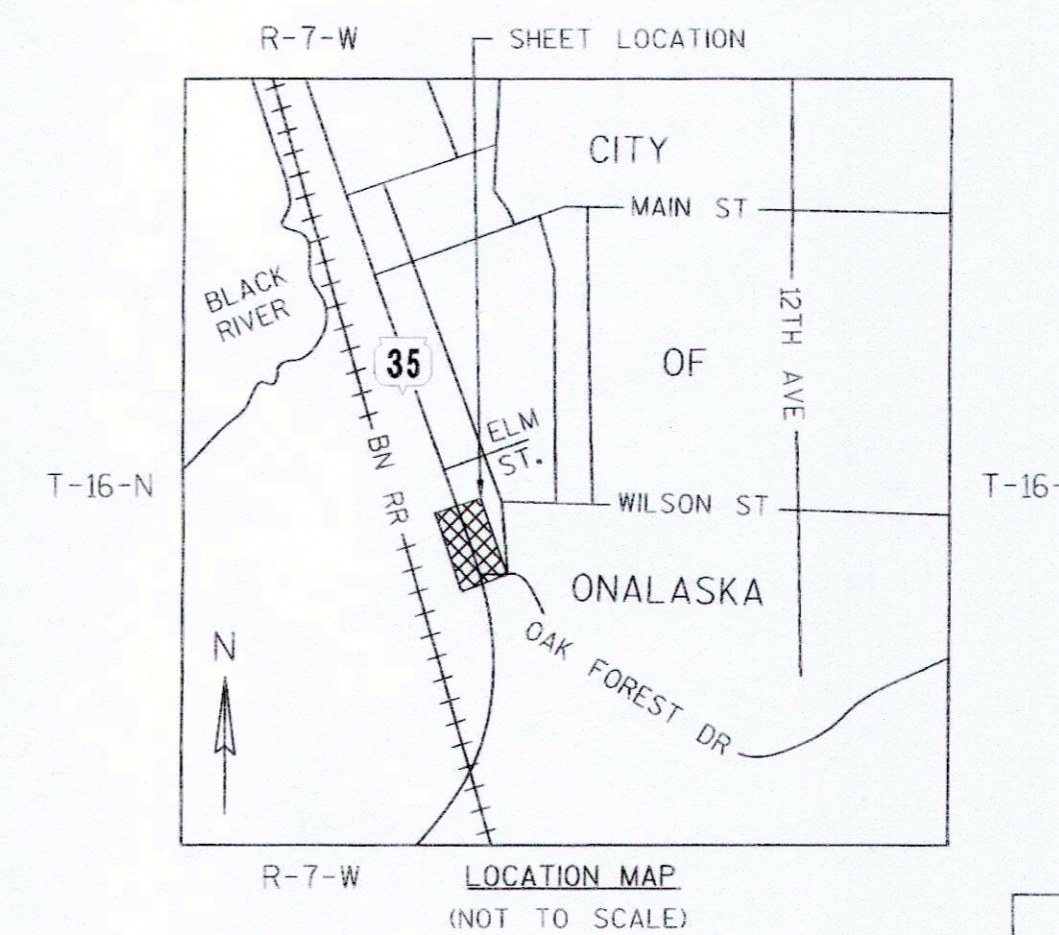 R-7-W
SHEET LOCATION
CITY
MAIN ST
BLACK
RIVER
12TH AVE
35
OF
ELM
ST.
BN RR
T-16-N
T-16-
WILSON ST
ONALASKA
OAK FOREST DR
N
R-7-W
LOCATION MAP
(NOT TO SCALE)